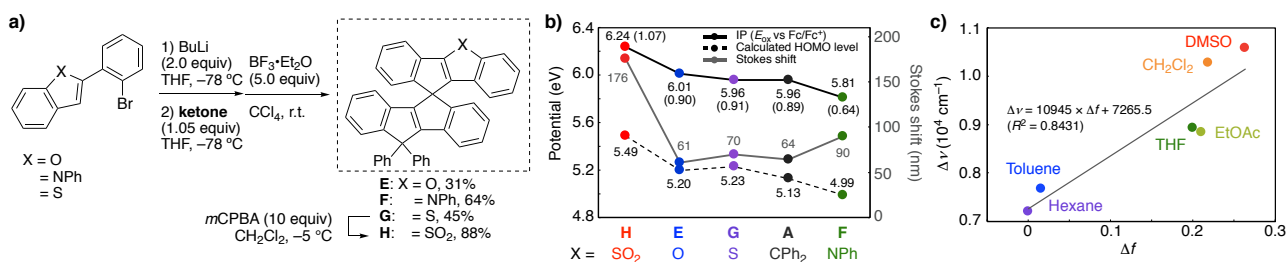 a)
X
Br
X = O
= NPh
= S
1) BuLi
(2.0 equiv)
THF, –78 ºC
2) ketone
(1.05 equiv)
THF, –78 ºC
BF3•Et2O
(5.0 equiv)
CCl4, r.t.
X
Ph Ph
E: X = O, 31%
F: = NPh, 64%
G: = S, 45%
H: = SO2, 88%
mCPBA (10 equiv)
CH2Cl2, –5 ºC
b)
Potential (eV)
6.4
6.0
5.6
5.2
4.8
IP (Eox vs Fc/Fc+)
Calculated HOMO level
Stokes shift
6.24 (1.07)
176
5.49
6.01
(0.90)
61
5.20
5.96
(0.91)
70
5.23
5.96
(0.89)
64
5.13
5.81
(0.64)
90
4.99
200
150
100
50
0
Stokes shift (nm)
H E G A F
X = SO2 O S CPh2 NPh
c)
Δν (10⁴ cm⁻¹)
1.1
1.0
0.9
0.8
0.7
DMSO
CH2Cl2
Δν = 10945 × Δf + 7265.5
(R² = 0.8431)
EtOAc
THF
Toluene
Hexane
0 0.1 0.2 0.3
Δf